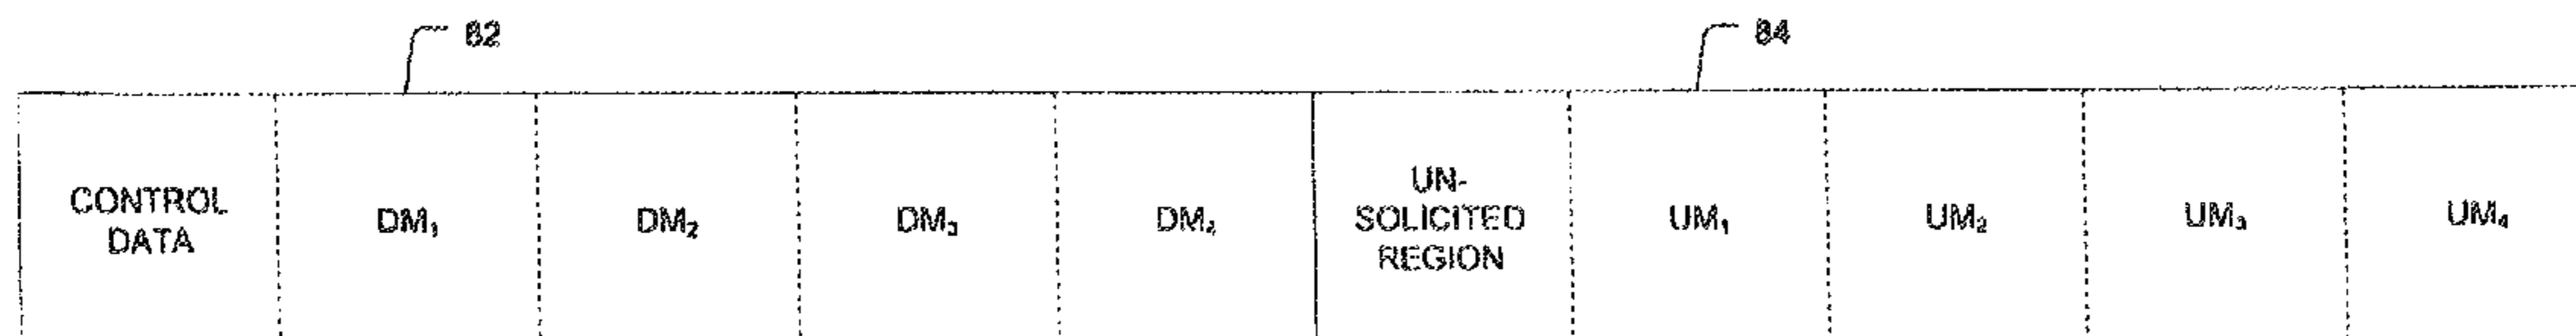 82
84
CONTROL
DATA
DM₁
DM₂
DM₃
DM₄
UN-
SOLICITED
REGION
UM₁
UM₂
UM₃
UM₄